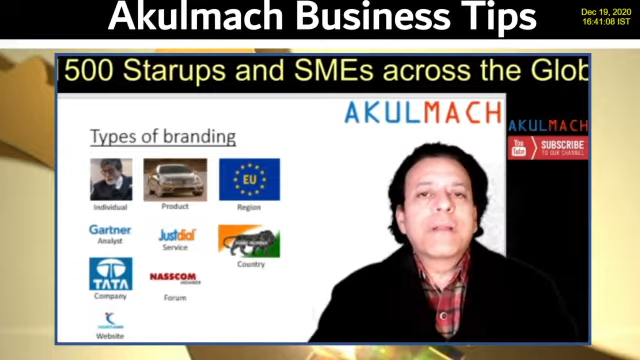 Akulmach Business Tips
Dec 19, 2020
16:41:08 IST
500 Starups and SMEs across the Glob
AKULMACH
AKULMACH
You Tube SUBSCRIBE
TO OUR CHANNEL
Types of branding
EU
Individual
Product
Region
Gartner
Justdial
Analyst
Service
Country
TATA
NASSCOM
Company
Forum
Website